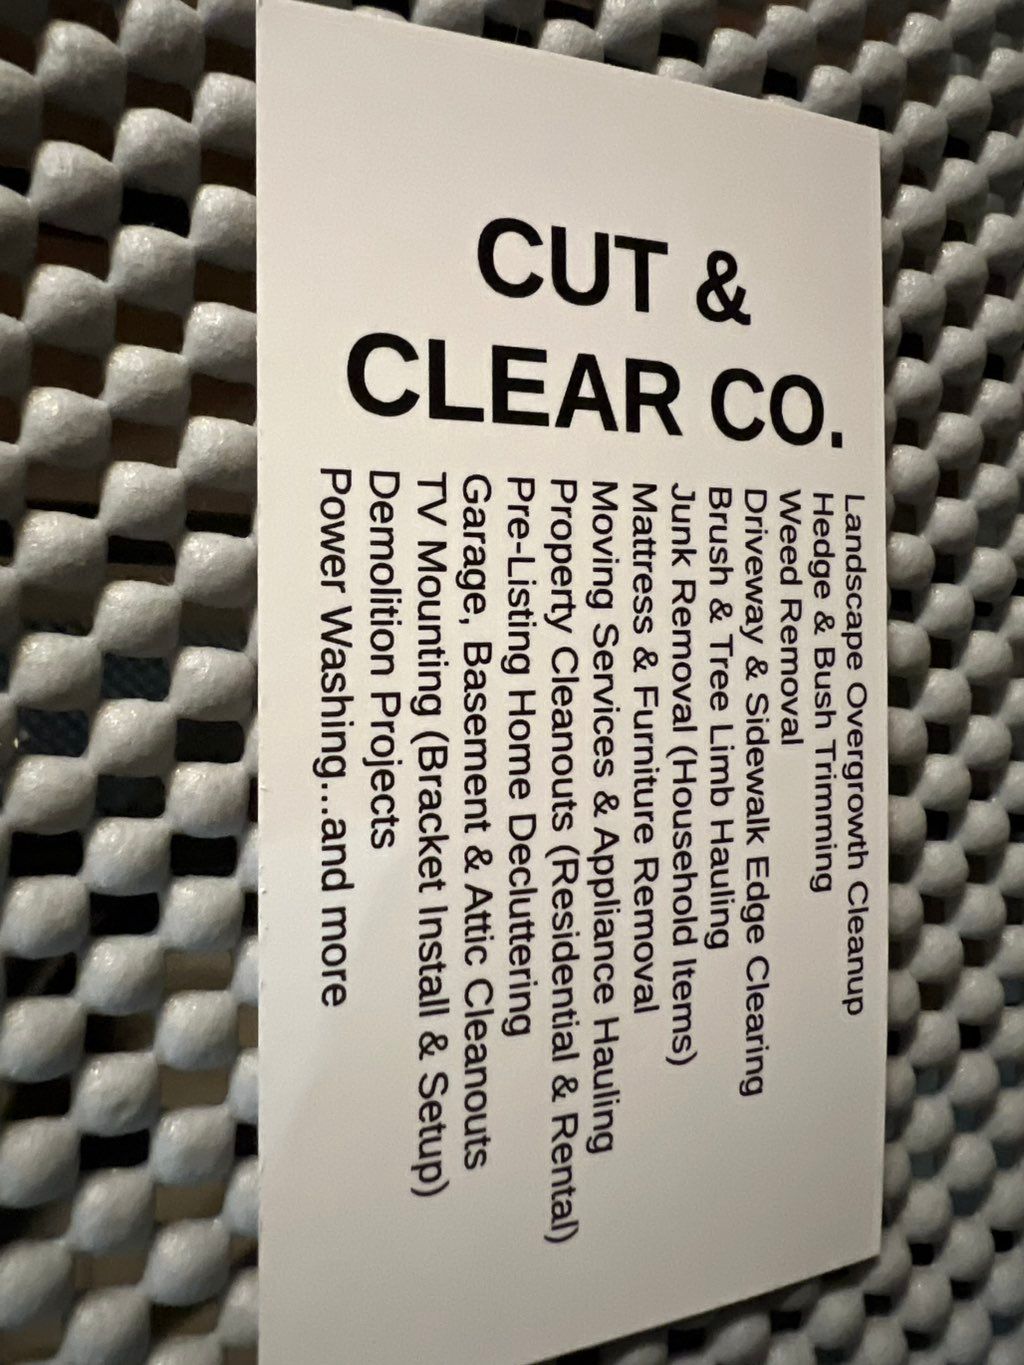 CUT &
CLEAR CO.
Landscape Overgrowth Cleanup
Hedge & Bush Trimming
Weed Removal
Driveway & Sidewalk Edge Clearing
Brush & Tree Limb Hauling
Junk Removal (Household Items)
Mattress & Furniture Removal
Moving Services & Appliance Hauling
Property Cleanouts (Residential & Rental)
Pre-Listing Home Decluttering
Garage, Basement & Attic Cleanouts
TV Mounting (Bracket Install & Setup)
Demolition Projects
Power Washing...and more